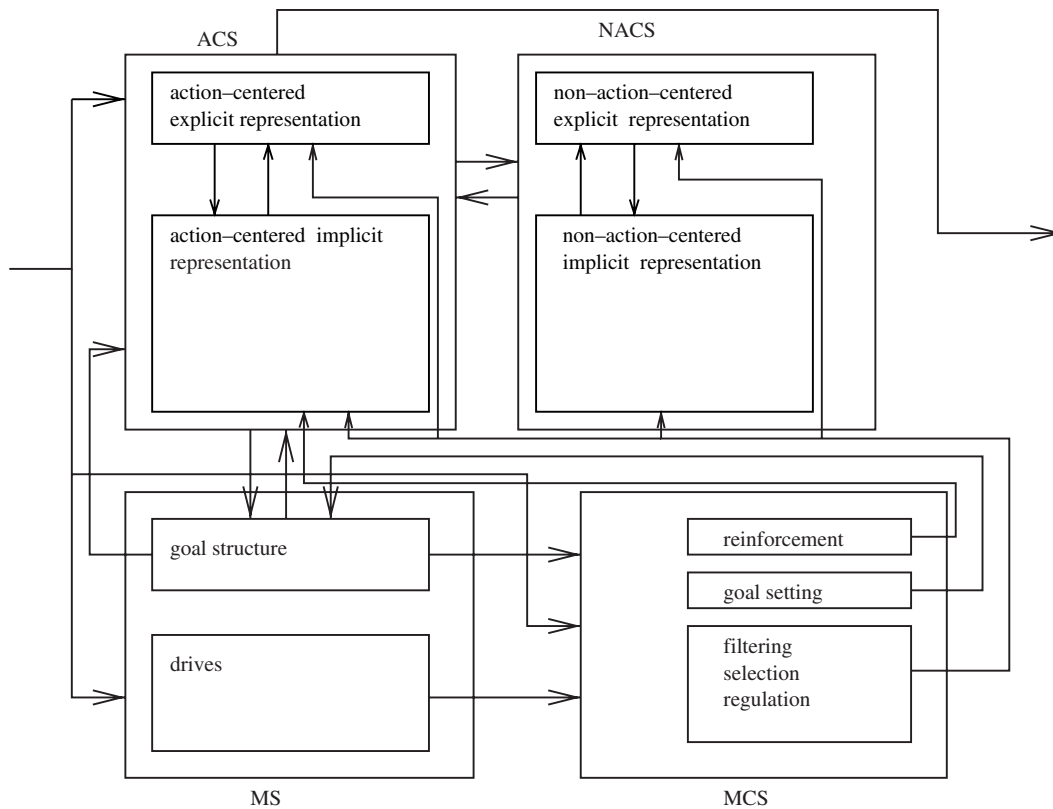 ACS
NACS
action–centered
explicit representation
non–action–centered
explicit representation
action–centered implicit
representation
non–action–centered
implicit representation
goal structure
drives
reinforcement
goal setting
filtering
selection
regulation
MS
MCS